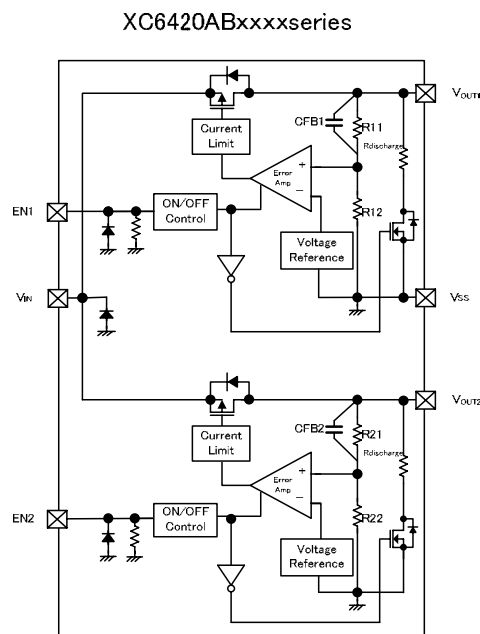 XC6420ABxxxxseries
VOUT1
CFB1
R11
Rdischarge
Current
Limit
Error
Amp
+
−
R12
EN1
ON/OFF
Control
Voltage
Reference
VIN
VSS
VOUT2
CFB2
R21
Rdischarge
Current
Limit
Error
Amp
+
−
R22
EN2
ON/OFF
Control
Voltage
Reference